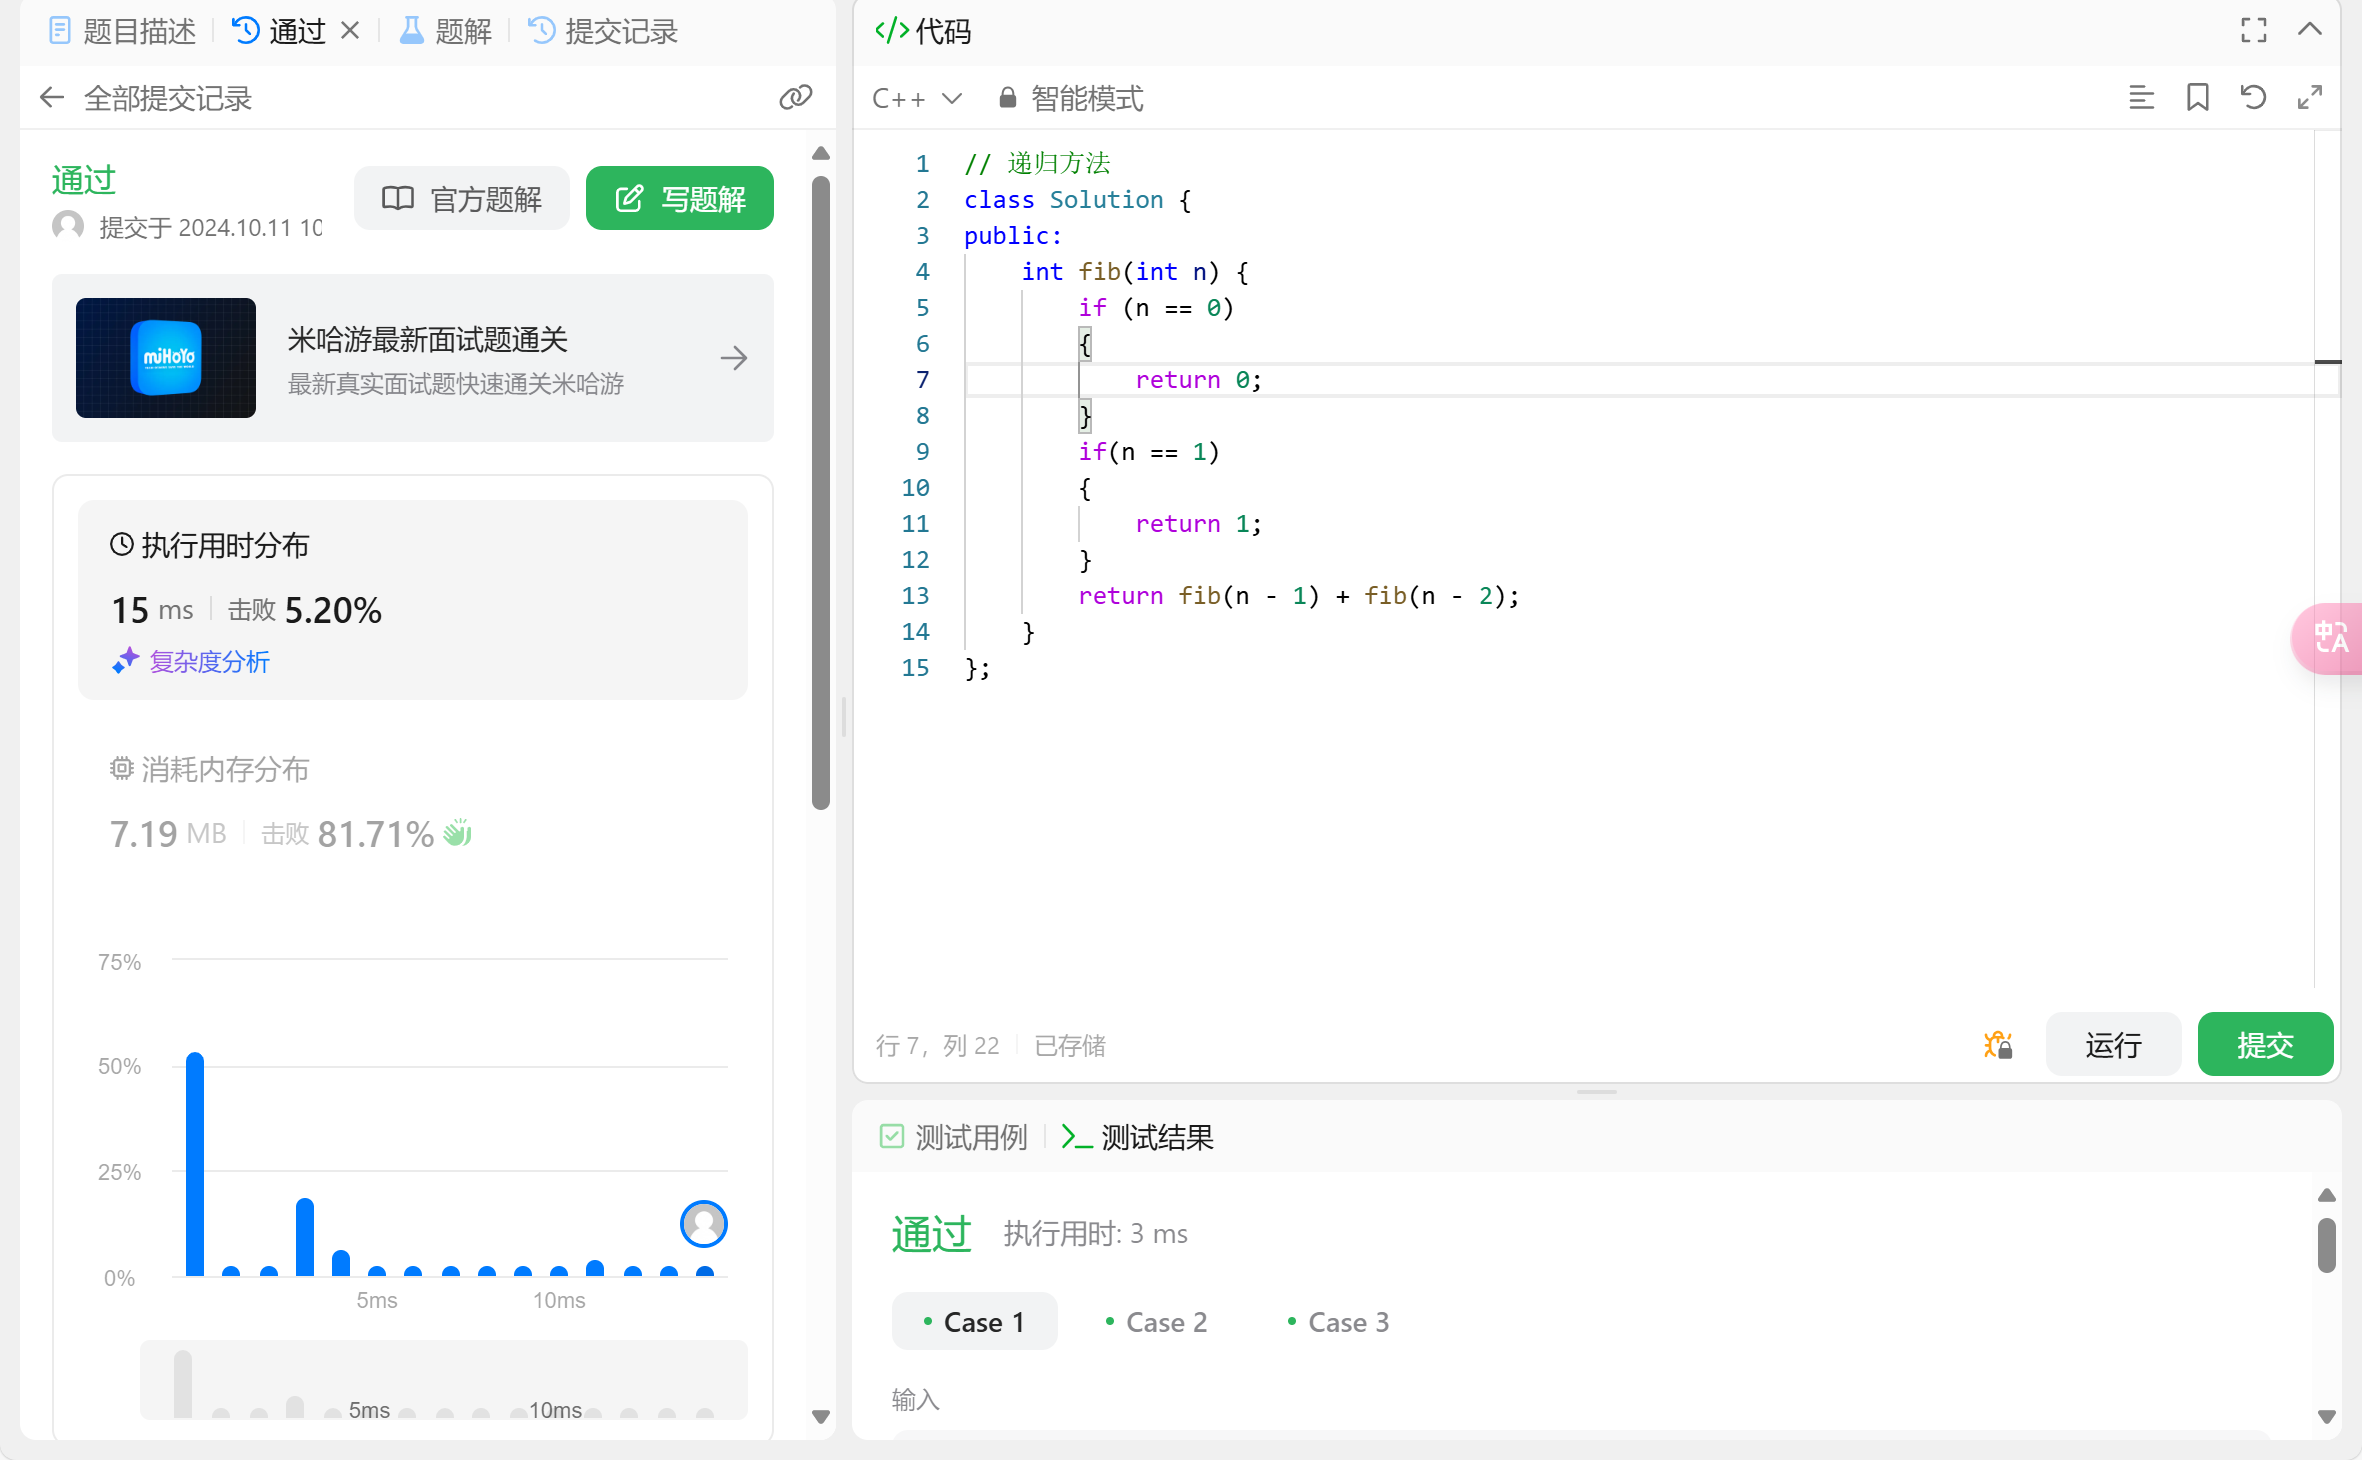 题目描述 通过 题解 提交记录
全部提交记录
通过
提交于 2024.10.11 10
官方题解
写题解
miHoYo
米哈游最新面试题通关
最新真实面试题快速通关米哈游
执行用时分布
15 ms 击败 5.20%
复杂度分析
消耗内存分布
7.19 MB 击败 81.71%
75%
50%
25%
0%
5ms 10ms
5ms 10ms
代码
C++ 智能模式
1 // 递归方法
2 class Solution {
3 public:
4 int fib(int n) {
5 if (n == 0)
6 {
7 return 0;
8 }
9 if(n == 1)
10 {
11 return 1;
12 }
13 return fib(n - 1) + fib(n - 2);
14 }
15 };
中A
行 7, 列 22 已存储
运行
提交
测试用例 测试结果
通过 执行用时: 3 ms
Case 1 Case 2 Case 3
输入